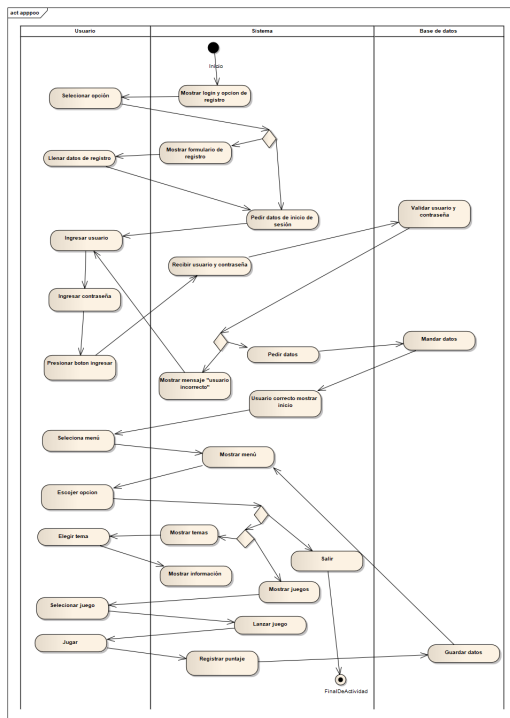 act apppoo
Usuario
Sistema
Base de datos
Inicio
Mostrar login y opcion de
registro
Selecionar opción
Mostrar formulario de
registro
Llenar datos de registro
Pedir datos de inicio de
sesión
Validar usuario y
contraseña
Ingresar usuario
Recibir usuario y contraseña
Ingresar contraseña
Presionar boton ingresar
Pedir datos
Mandar datos
Mostrar mensaje "usuario
incorrecto"
Usuario correcto mostrar
inicio
Seleciona menú
Mostrar menú
Escojer opcion
Elegir tema
Mostrar temas
Salir
Mostrar información
Mostrar juegos
Selecionar juego
Lanzar juego
Jugar
Registrar puntaje
Guardar datos
FinalDeActividad